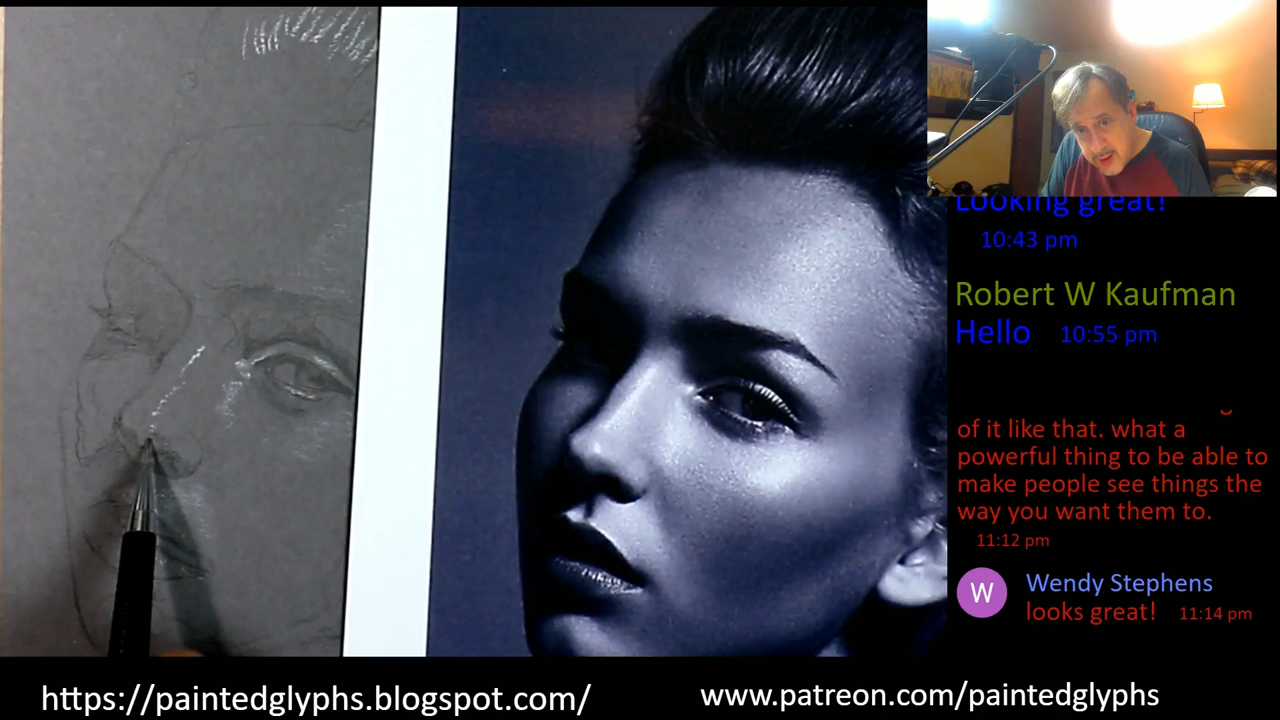 Looking great!
10:43 pm
Robert W Kaufman
Hello 10:55 pm
of it like that. what a
powerful thing to be able to
make people see things the
way you want them to.
11:12 pm
W Wendy Stephens
looks great! 11:14 pm
https://paintedglyphs.blogspot.com/ www.patreon.com/paintedglyphs